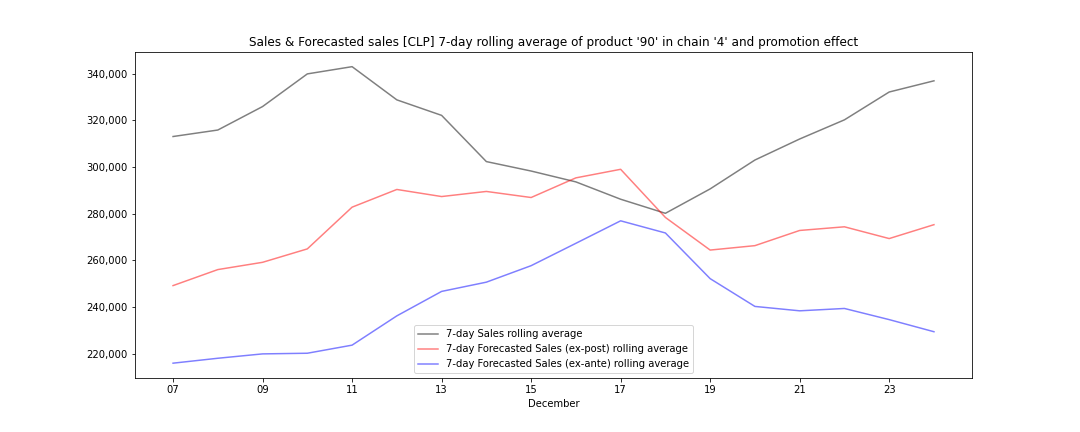 Sales & Forecasted sales [CLP] 7-day rolling average of product '90' in chain '4' and promotion effect
340,000
320,000
300,000
280,000
260,000
240,000
220,000
7-day Sales rolling average
7-day Forecasted Sales (ex-post) rolling average
7-day Forecasted Sales (ex-ante) rolling average
07 09 11 13 15 17 19 21 23
December